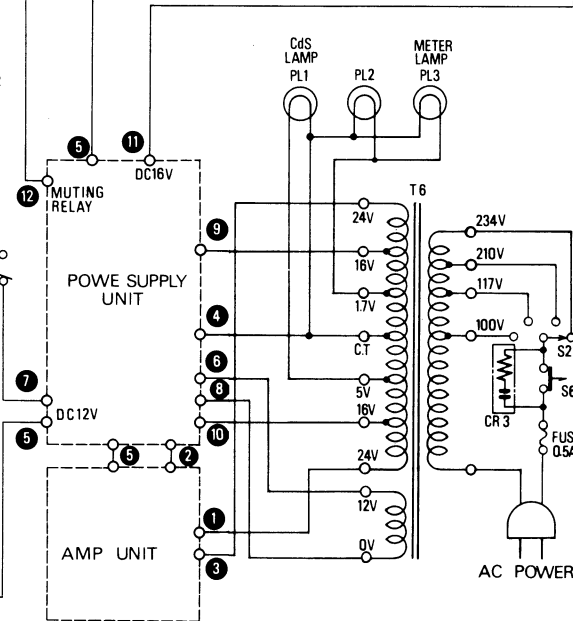 CdS
LAMP
PL1
PL2
METER
LAMP
PL3
5
11
DC16V
12
MUTING
RELAY
T6
24V
234V
9
16V
210V
POWE SUPPLY
UNIT
1.7V
117V
4
C.T
100V
S2
6
7
8
5V
S6
DC12V
CR3
5
10
16V
FUS
0.5A
5
2
24V
12V
1
AMP UNIT
3
0V
AC POWER